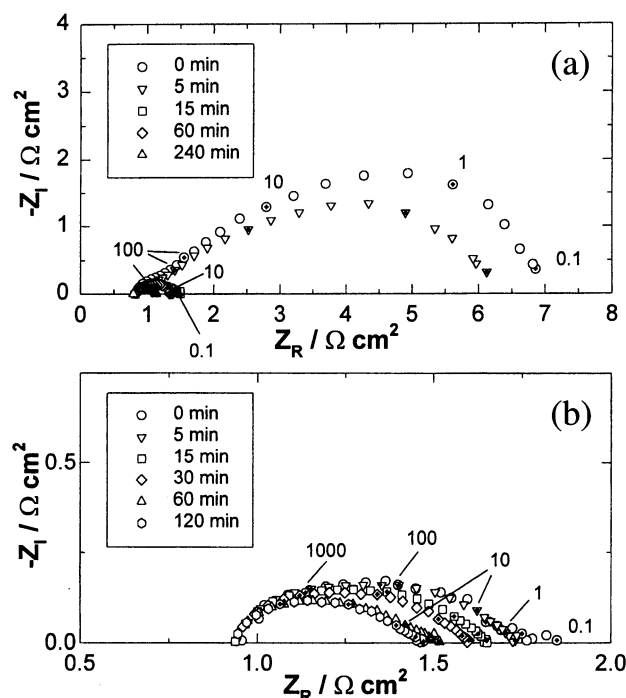 (a)
0 min
5 min
15 min
60 min
240 min
-Z_I / Ω cm²
4
3
2
1
0
100
10
1
0.1
10
0.1
0 1 2 3 4 5 6 7 8
Z_R / Ω cm²
(b)
0 min
5 min
15 min
30 min
60 min
120 min
-Z_I / Ω cm²
0.5
0.0
1000
100
10
1
0.1
0.5 1.0 1.5 2.0
Z_R / Ω cm²